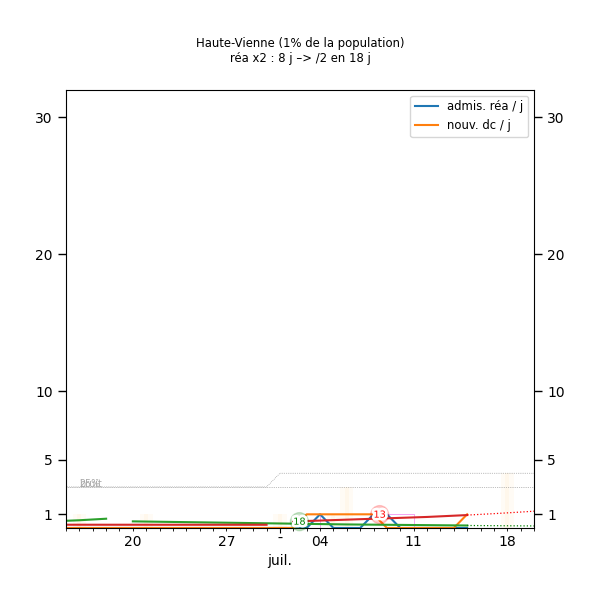 Haute-Vienne (1% de la population)
réa x2 : 8 j –> /2 en 18 j
admis. réa / j
nouv. dc / j
30 30
20 20
10 10
5 5
1 1
-18
13
20 27 - 04 11 18
juil.